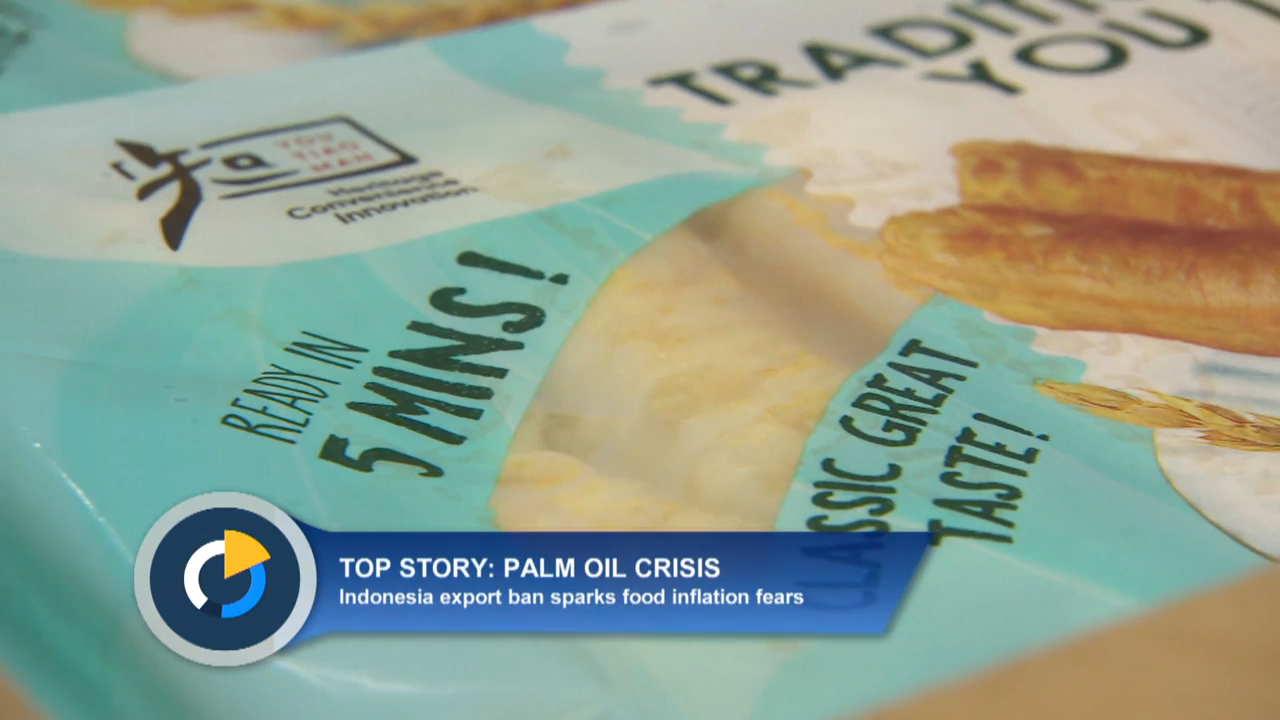 TRADITI
YOU T
YOU
TIAO
MAN
Heritage
Convenience
Innovation
READY IN
5 MINS!
CLASSIC GREAT
TASTE!
TOP STORY: PALM OIL CRISIS
Indonesia export ban sparks food inflation fears